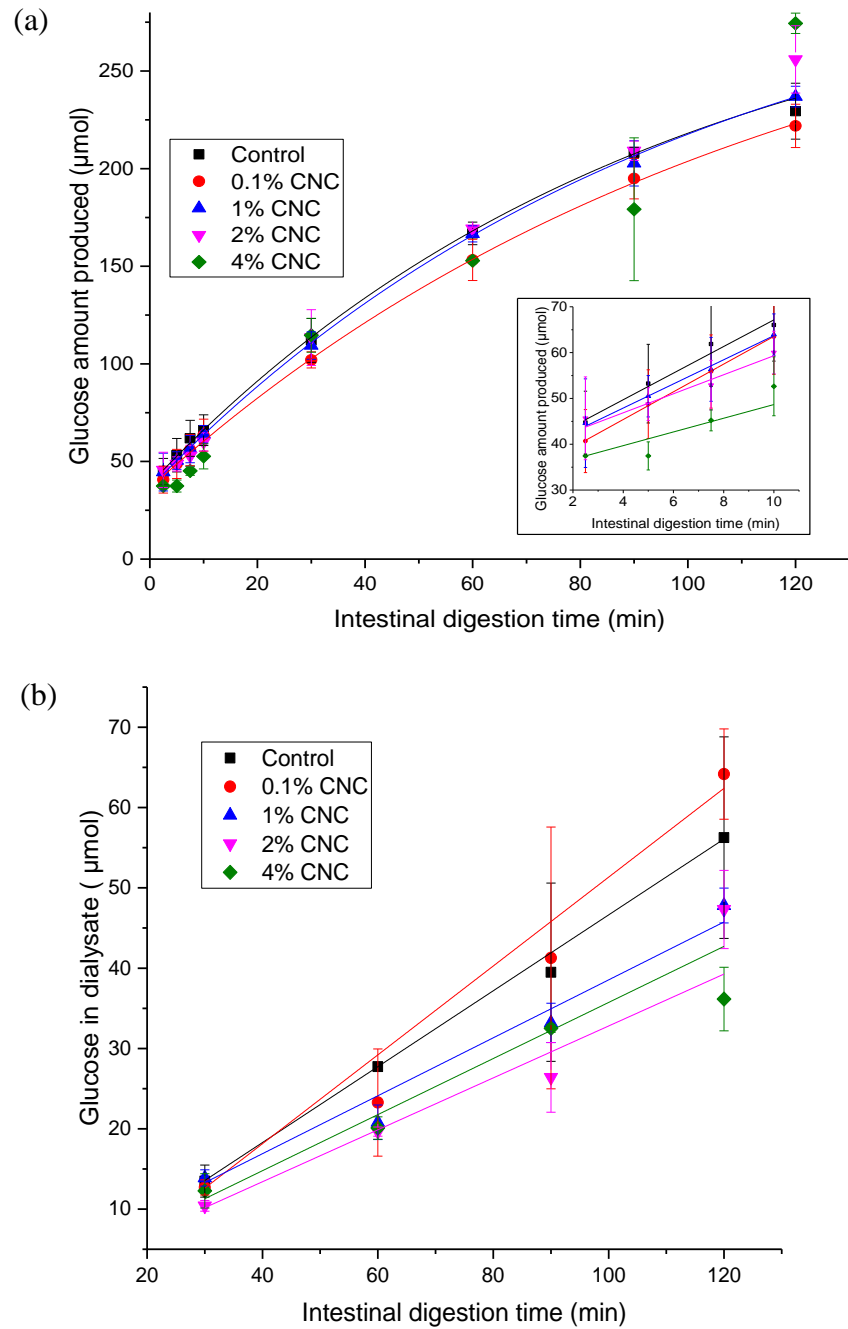 (a)
250
200
150
100
50
0
Glucose amount produced (μmol)
Control
0.1% CNC
1% CNC
2% CNC
4% CNC
70
60
50
40
30
Glucose amount produced (μmol)
2 4 6 8 10
Intestinal digestion time (min)
0 20 40 60 80 100 120
Intestinal digestion time (min)
(b)
70
60
50
40
30
20
10
Glucose in dialysate ( μmol)
Control
0.1% CNC
1% CNC
2% CNC
4% CNC
20 40 60 80 100 120
Intestinal digestion time (min)